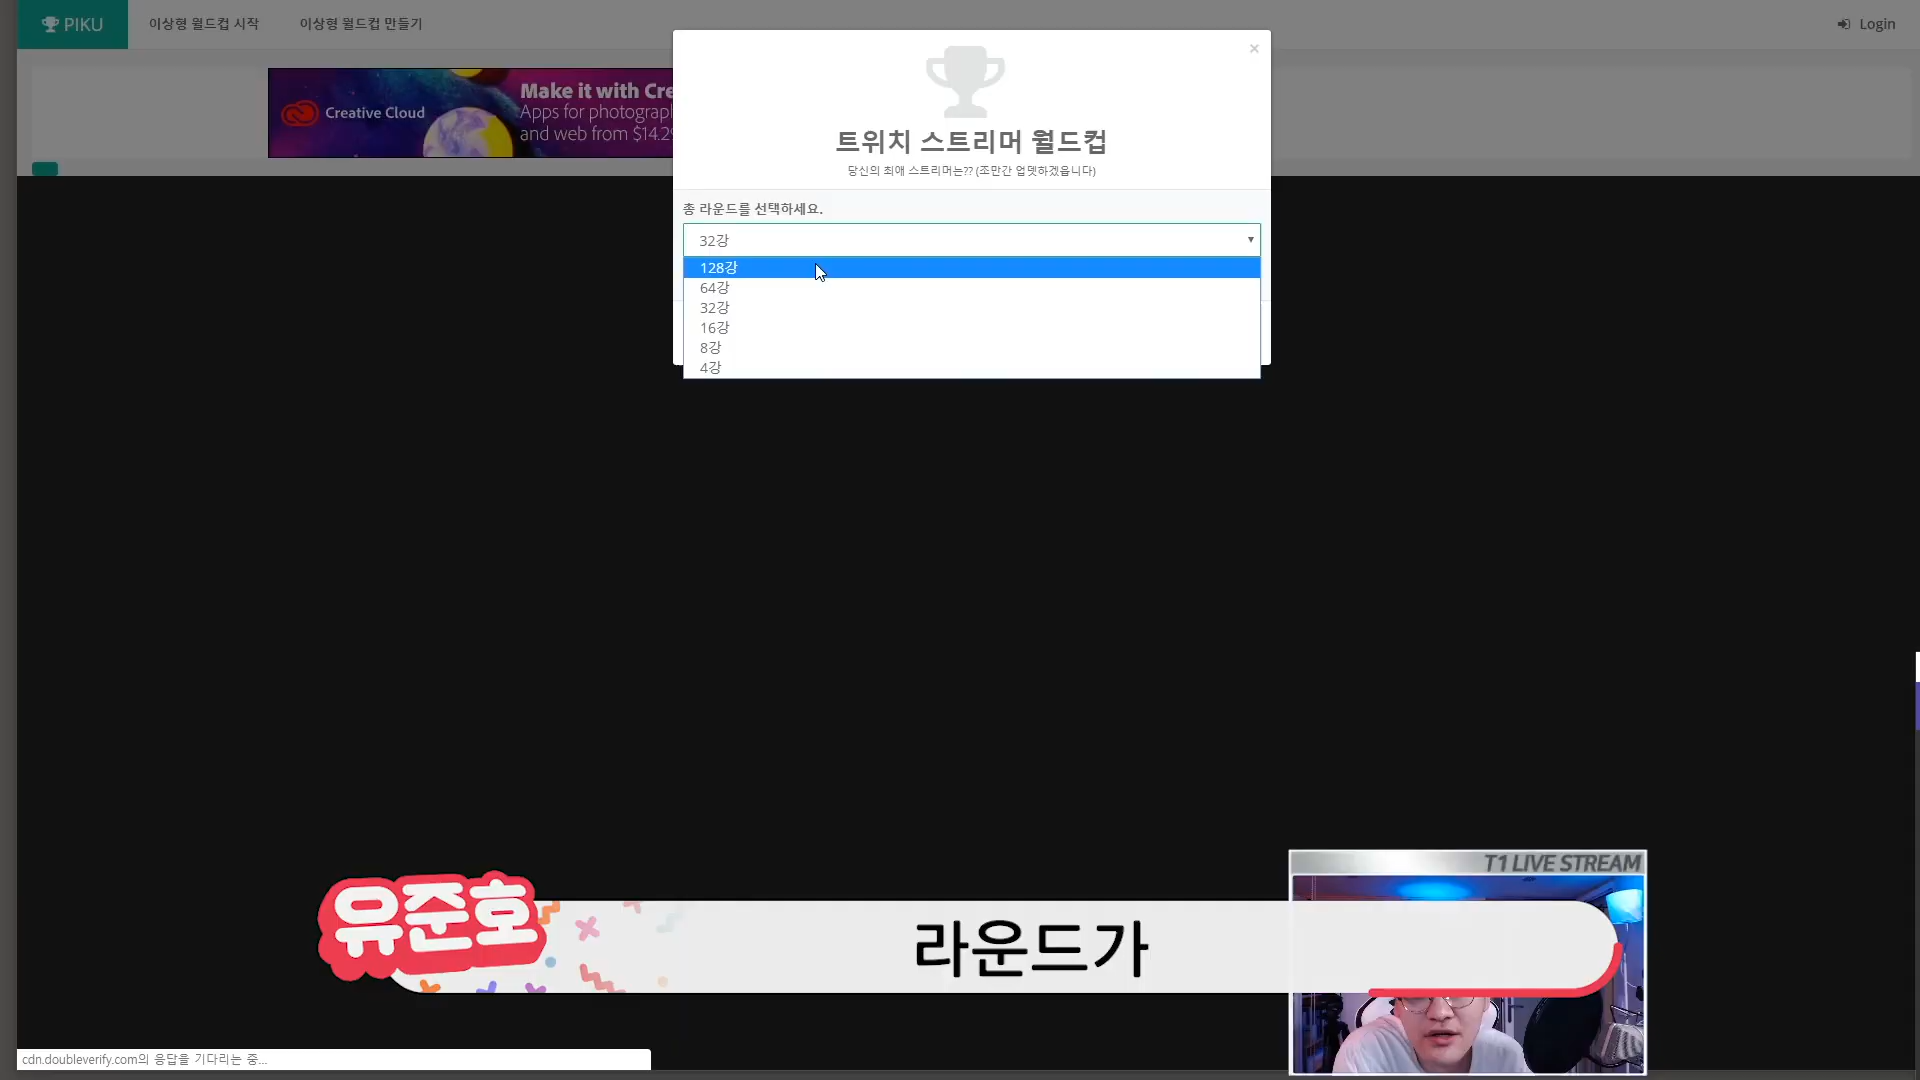 PIKU
이상형 월드컵 시작
이상형 월드컵 만들기
Login
×
Creative Cloud
Make it with Cre
Apps for photograp
and web from $14.29
트위치 스트리머 월드컵
당신의 최애 스트리머는?? (조만간 업뎃하겠읍니다)
총 라운드를 선택하세요.
32강
128강
64강
32강
16강
8강
4강
T1 LIVE STREAM
유준호
라운드가
cdn.doubleverify.com의 응답을 기다리는 중...